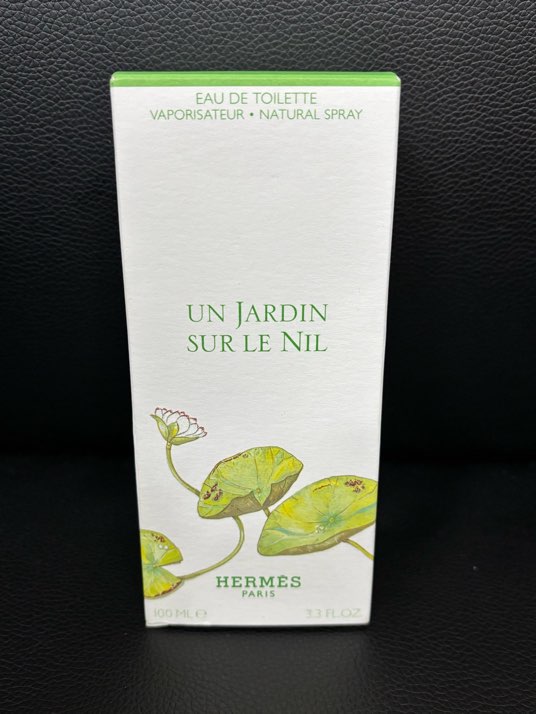 EAU DE TOILETTE
VAPORISATEUR • NATURAL SPRAY
UN JARDIN
SUR LE NIL
HERMÈS
PARIS
100 ML ℮ 3.3 FL.OZ.